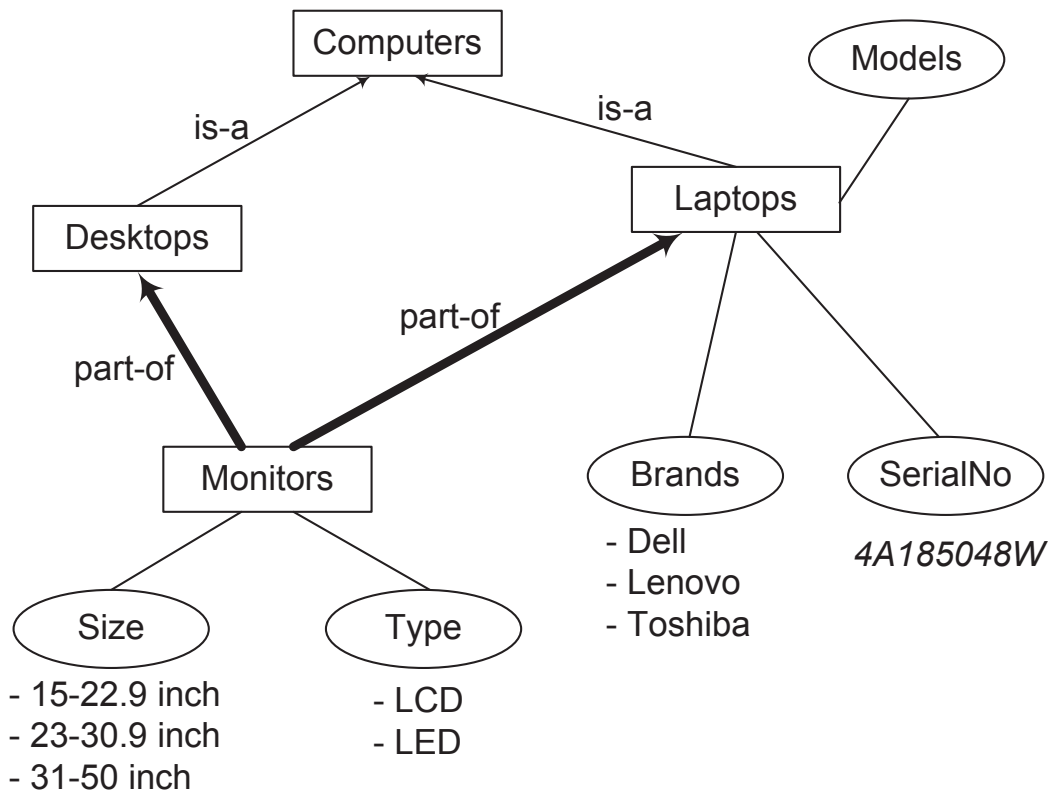 Computers
Models
is-a
is-a
Laptops
Desktops
part-of
part-of
Monitors
Brands
SerialNo
- Dell
- Lenovo
- Toshiba
4A185048W
Size
Type
- 15-22.9 inch
- 23-30.9 inch
- 31-50 inch
- LCD
- LED